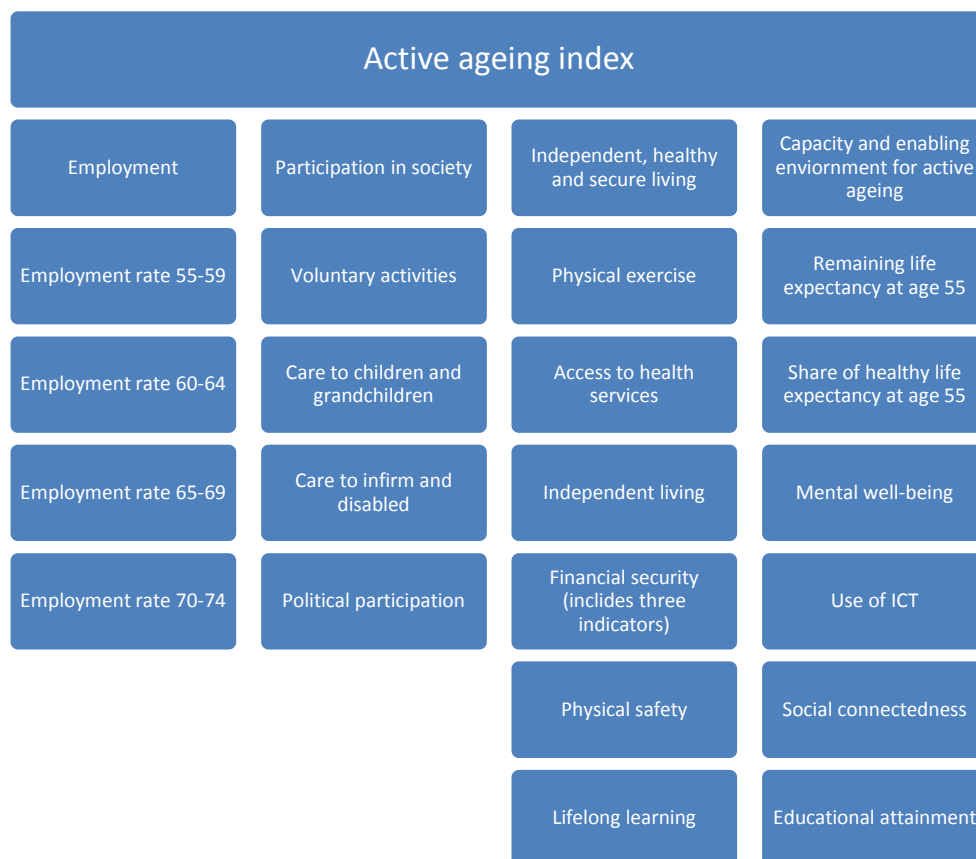 Active ageing index
Employment
Participation in society
Independent, healthy
and secure living
Capacity and enabling
enviornment for active
ageing
Employment rate 55-59
Voluntary activities
Physical exercise
Remaining life
expectancy at age 55
Employment rate 60-64
Care to children and
grandchildren
Access to health
services
Share of healthy life
expectancy at age 55
Employment rate 65-69
Care to infirm and
disabled
Independent living
Mental well-being
Employment rate 70-74
Political participation
Financial security
(inclides three
indicators)
Use of ICT
Physical safety
Social connectedness
Lifelong learning
Educational attainment